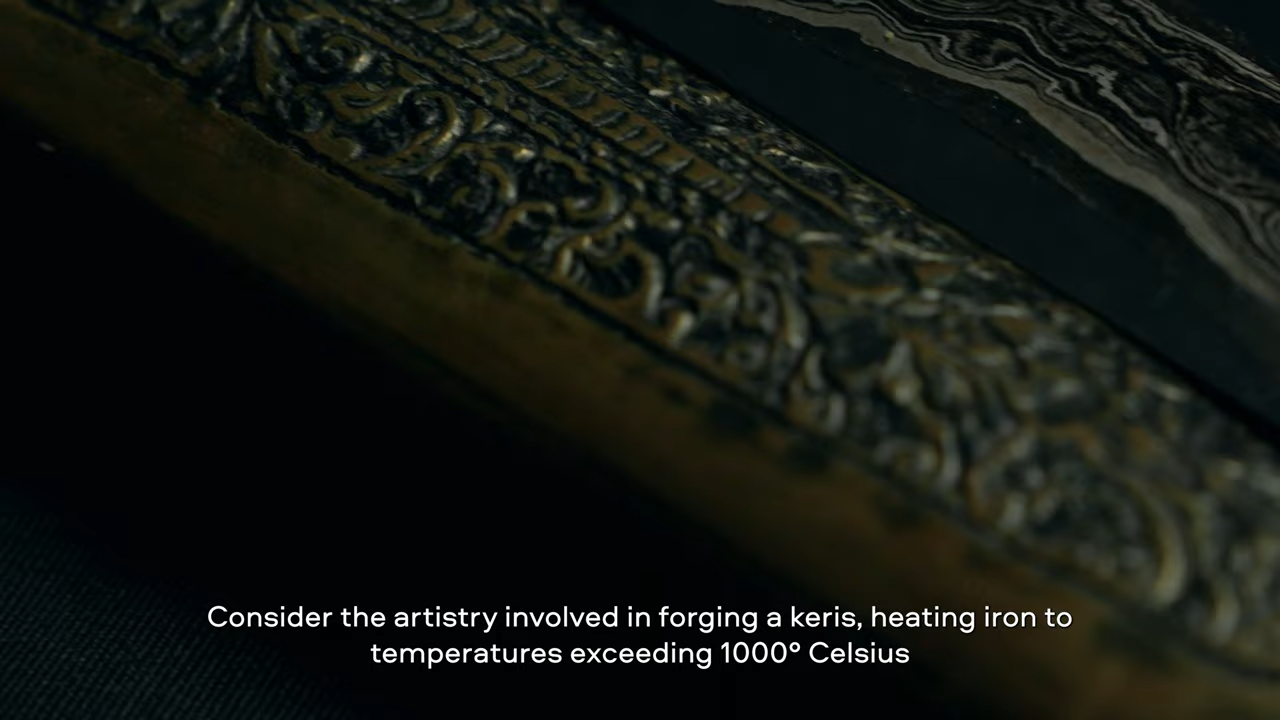 Consider the artistry involved in forging a keris, heating iron to
temperatures exceeding 1000° Celsius